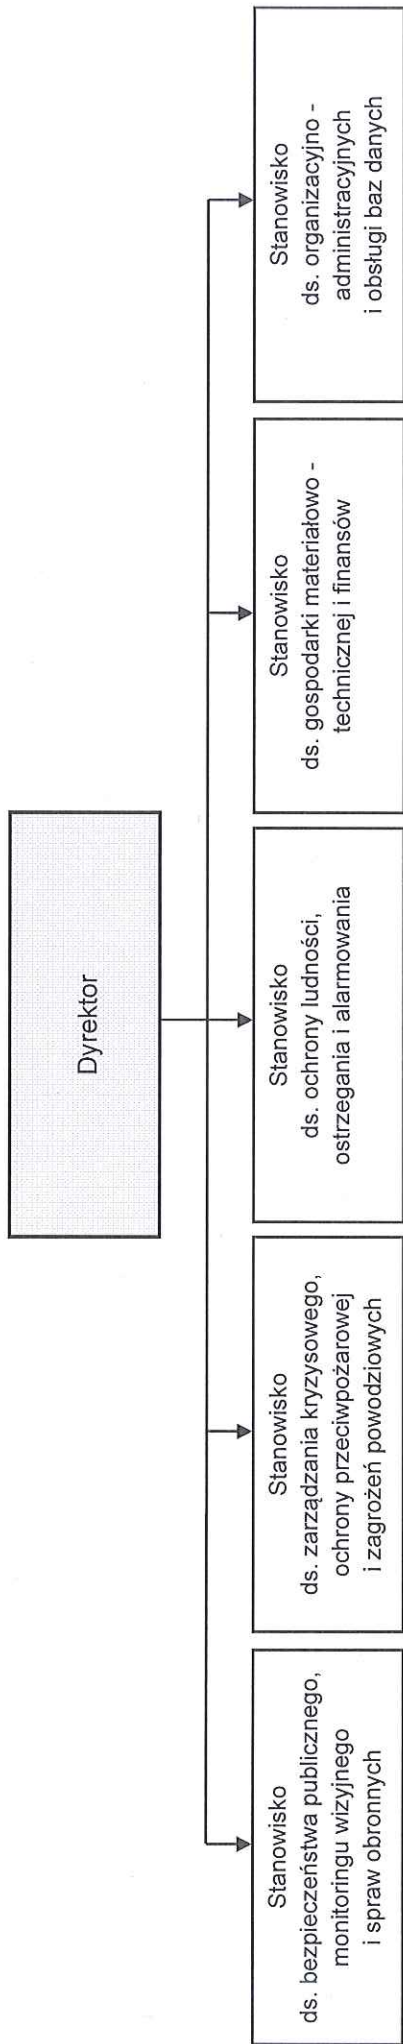 Dyrektor
Stanowisko
ds. bezpieczeństwa publicznego,
monitoringu wizyjnego
i spraw obronnych
Stanowisko
ds. zarządzania kryzysowego,
ochrony przeciwpożarowej
i zagrożeń powodziowych
Stanowisko
ds. ochrony ludności,
ostrzegania i alarmowania
Stanowisko
ds. gospodarki materiałowo -
technicznej i finansów
Stanowisko
ds. organizacyjno -
administracyjnych
i obsługi baz danych